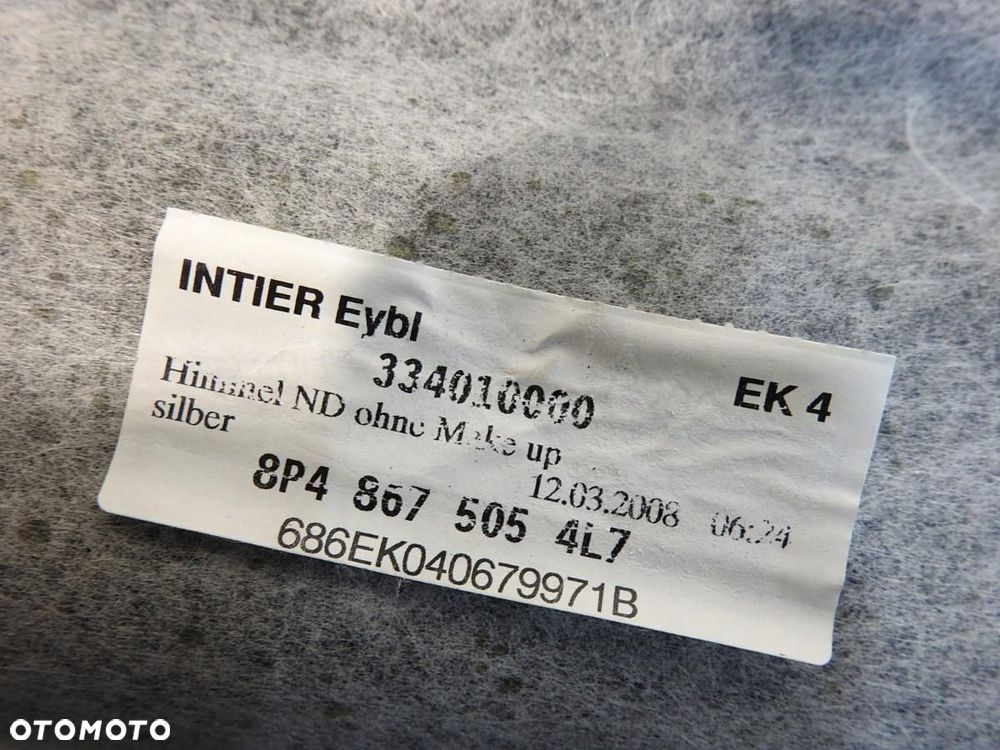 INTIER Eybl
EK 4
334010000
Himmel ND ohne Make up
silber
12.03.2008 06:24
8P4 867 505 4L7
686EK040679971B
OTOMOTO